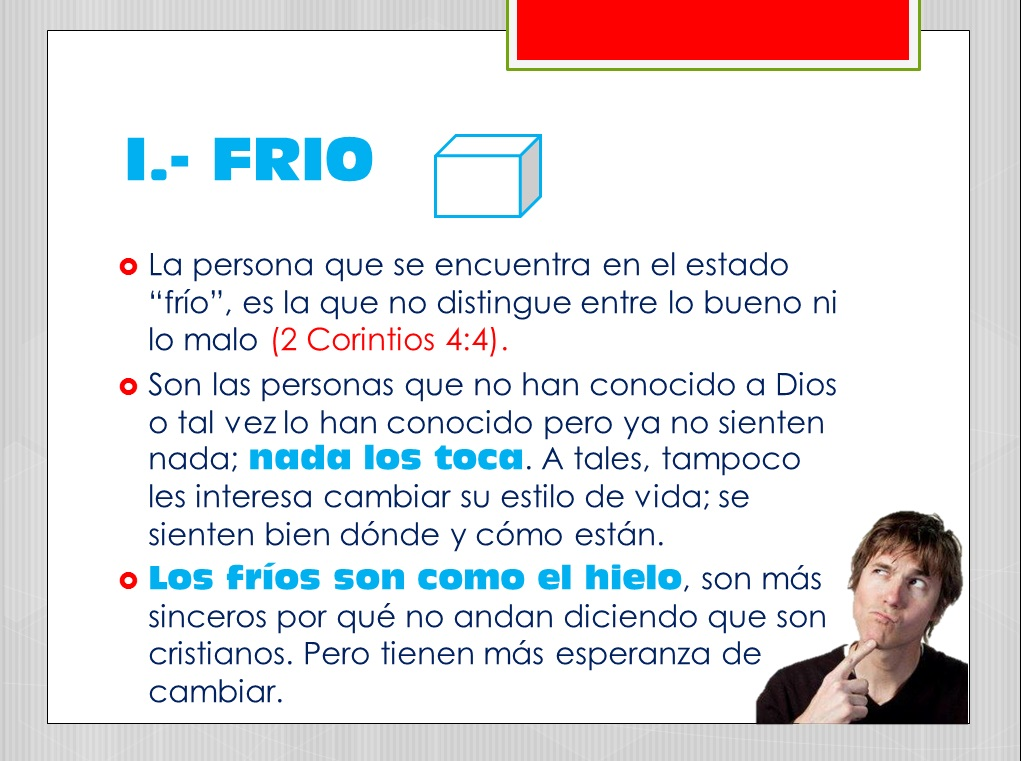 I.- FRIO
La persona que se encuentra en el estado
“frío”, es la que no distingue entre lo bueno ni
lo malo (2 Corintios 4:4).
Son las personas que no han conocido a Dios
o tal vez lo han conocido pero ya no sienten
nada; nada los toca. A tales, tampoco
les interesa cambiar su estilo de vida; se
sienten bien dónde y cómo están.
Los fríos son como el hielo, son más
sinceros por qué no andan diciendo que son
cristianos. Pero tienen más esperanza de
cambiar.